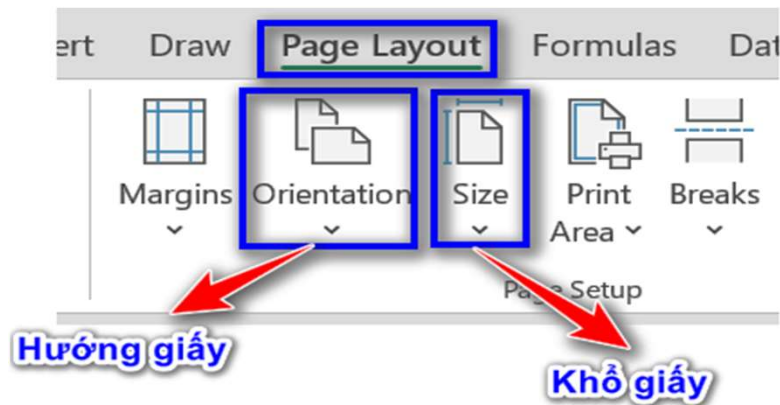 ert Draw Page Layout Formulas Dat
Margins Orientation Size Print Area Breaks
Page Setup
Hướng giấy
Khổ giấy